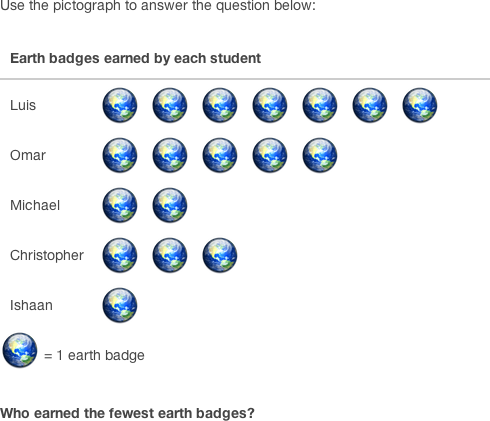 Use the pictograph to answer the question below:
Earth badges earned by each student
Luis
Omar
Michael
Christopher
Ishaan
= 1 earth badge
Who earned the fewest earth badges?